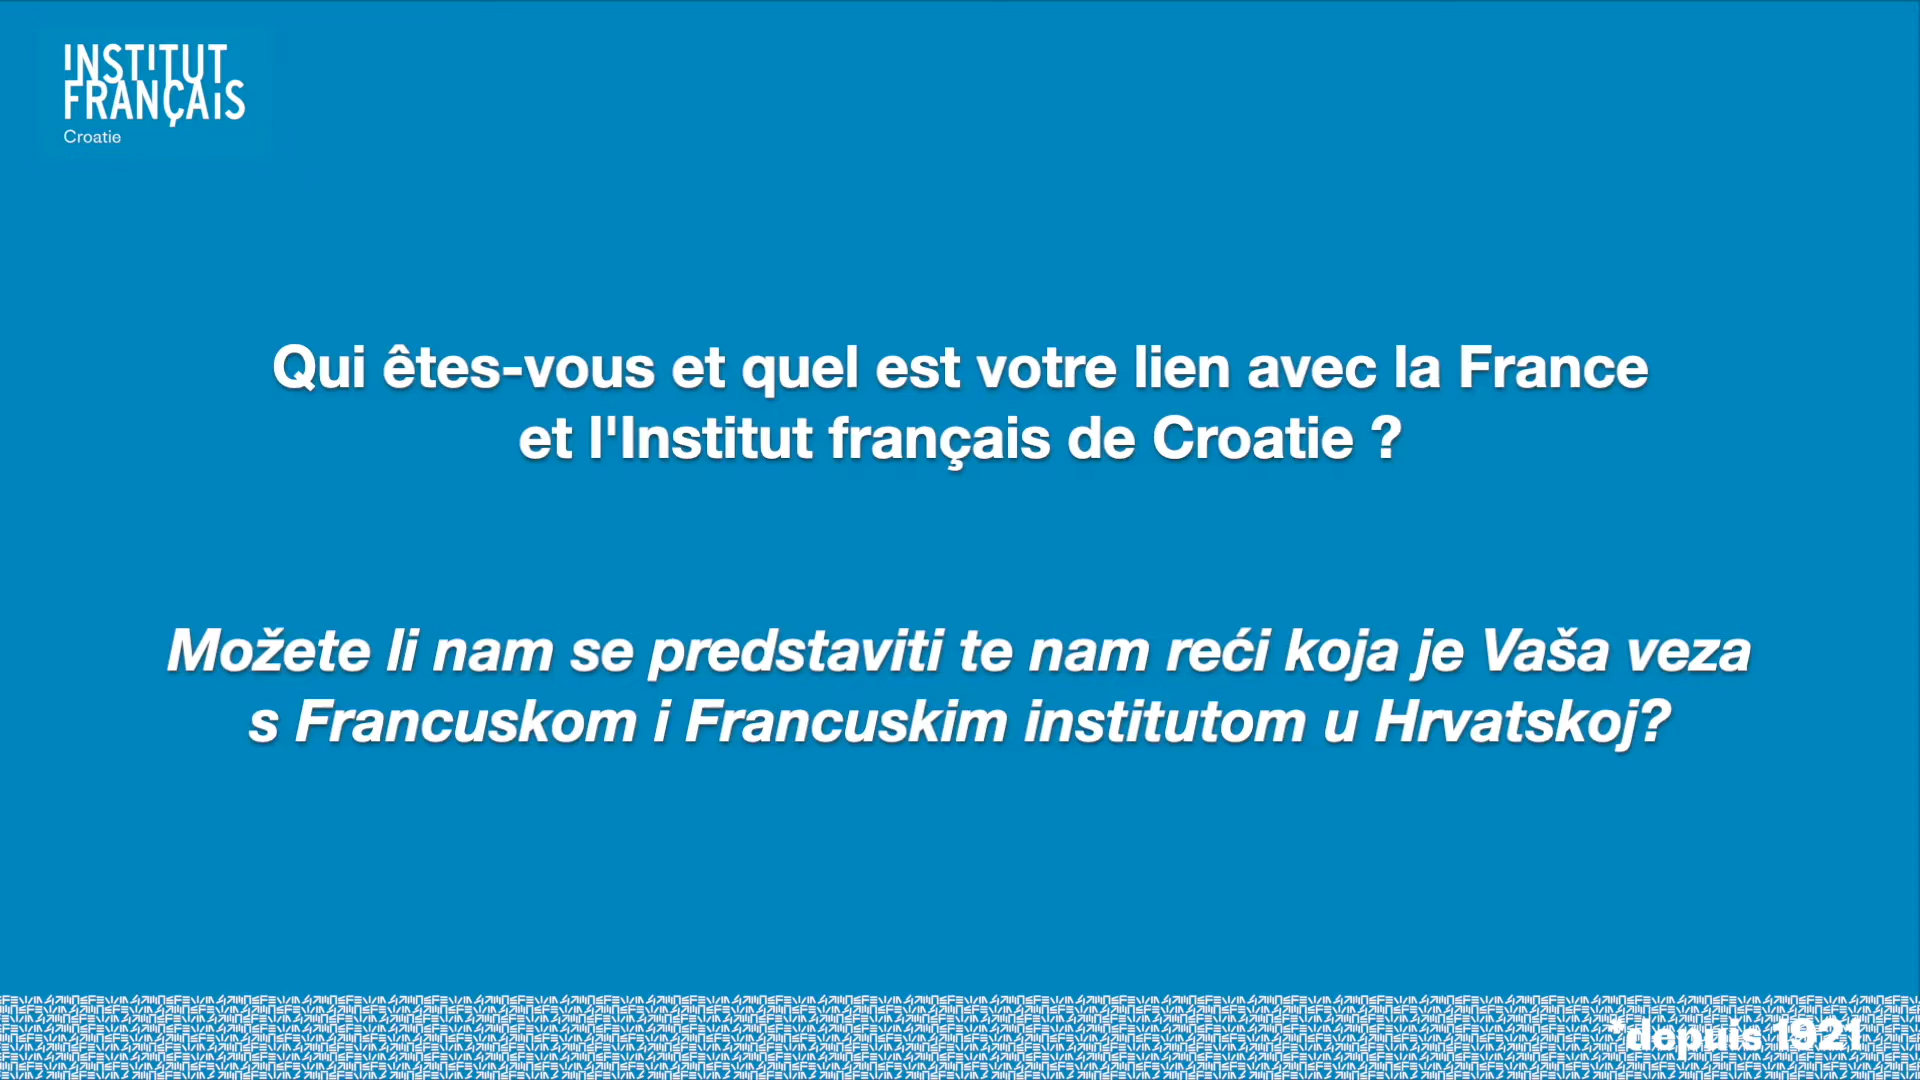 INSTITUT
FRANÇAIS
Croatie
Qui êtes-vous et quel est votre lien avec la France
et l'Institut français de Croatie ?
Možete li nam se predstaviti te nam reći koja je Vaša veza
s Francuskom i Francuskim institutom u Hrvatskoj?
*depuis 1921